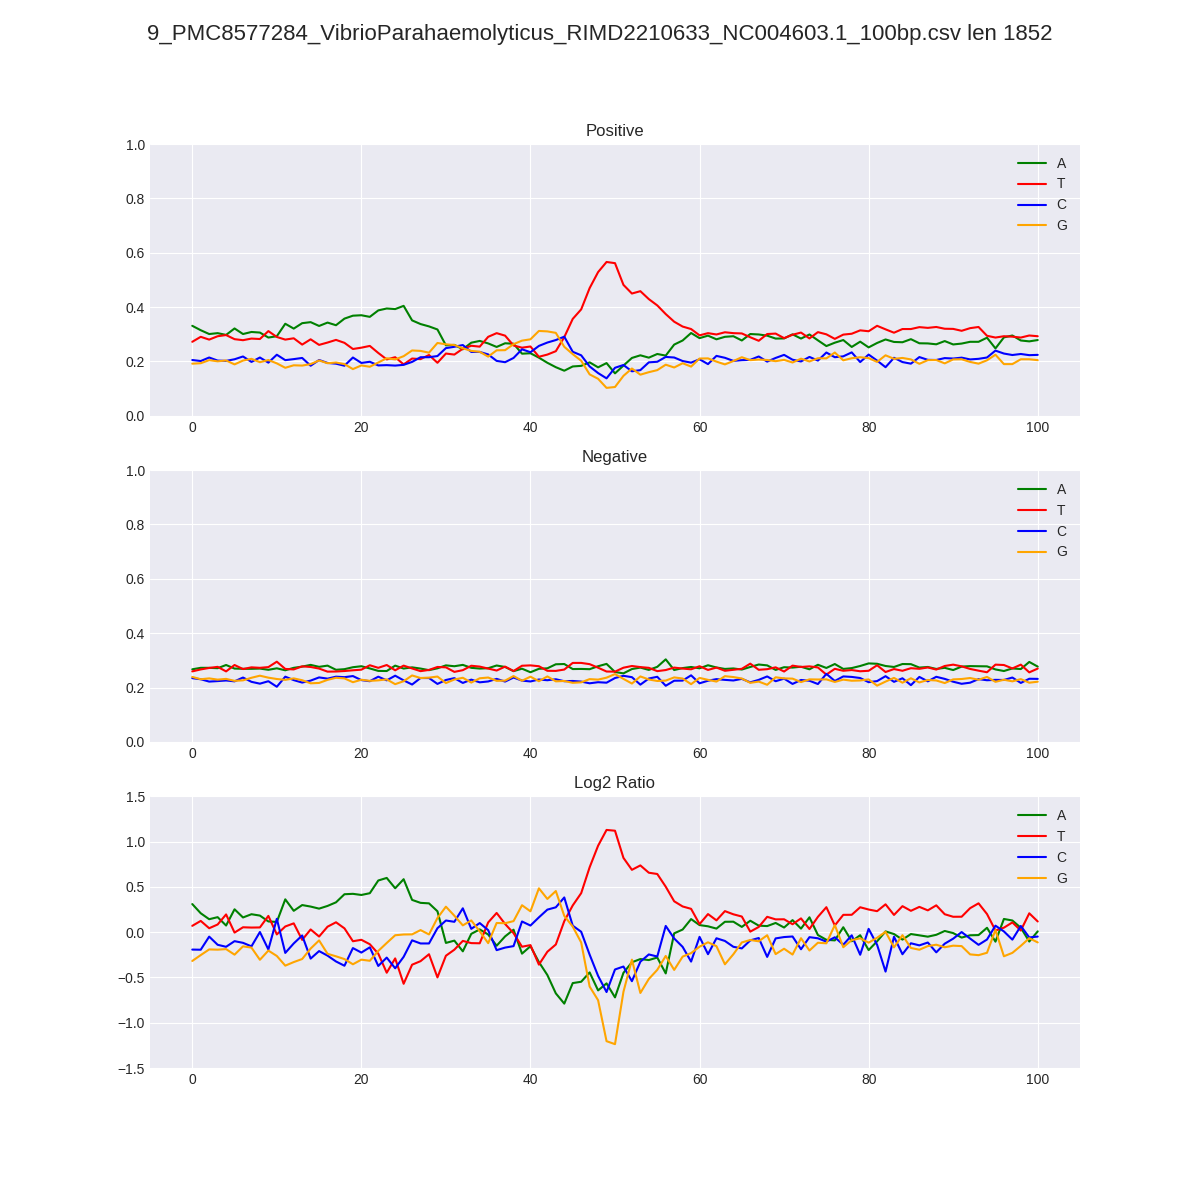 9_PMC8577284_VibrioParahaemolyticus_RIMD2210633_NC004603.1_100bp.csv len 1852
Positive
1.0
0.8
0.6
0.4
0.2
0.0
0 20 40 60 80 100
A
T
C
G
Negative
1.0
0.8
0.6
0.4
0.2
0.0
0 20 40 60 80 100
A
T
C
G
Log2 Ratio
1.5
1.0
0.5
0.0
−0.5
−1.0
−1.5
0 20 40 60 80 100
A
T
C
G